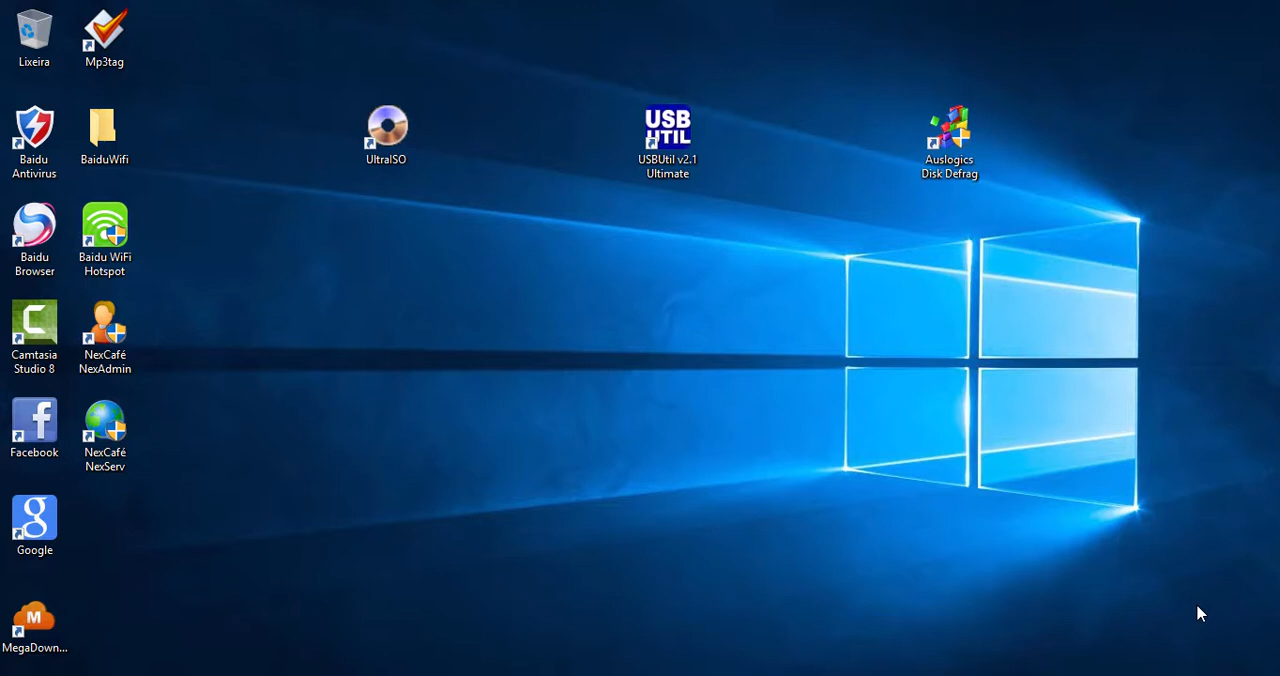 Lixeira
Mp3tag
Baidu
Antivirus
BaiduWifi
UltraISO
USB
UTIL
USBUtil v2.1
Ultimate
Auslogics
Disk Defrag
Baidu
Browser
Baidu WiFi
Hotspot
C
Camtasia
Studio 8
NexCafé
NexAdmin
f
Facebook
NexCafé
NexServ
g
Google
M
MegaDown...